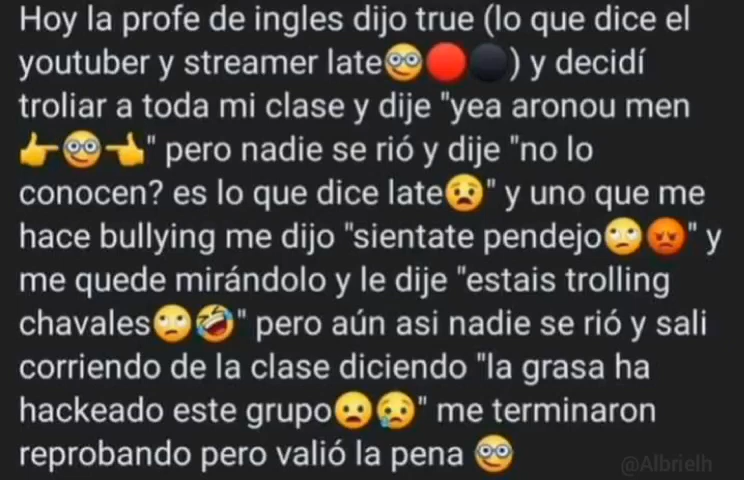 Hoy la profe de ingles dijo true (lo que dice el
youtuber y streamer late🤓🔴⚫) y decidí
troliar a toda mi clase y dije "yea aronou men
👉🤓👈" pero nadie se rió y dije "no lo
conocen? es lo que dice late😧" y uno que me
hace bullying me dijo "sientate pendejo🙄😡" y
me quede mirándolo y le dije "estais trolling
chavales🙄🤣" pero aún asi nadie se rió y sali
corriendo de la clase diciendo "la grasa ha
hackeado este grupo😦😢" me terminaron
reprobando pero valió la pena 🤓
@Albrielh